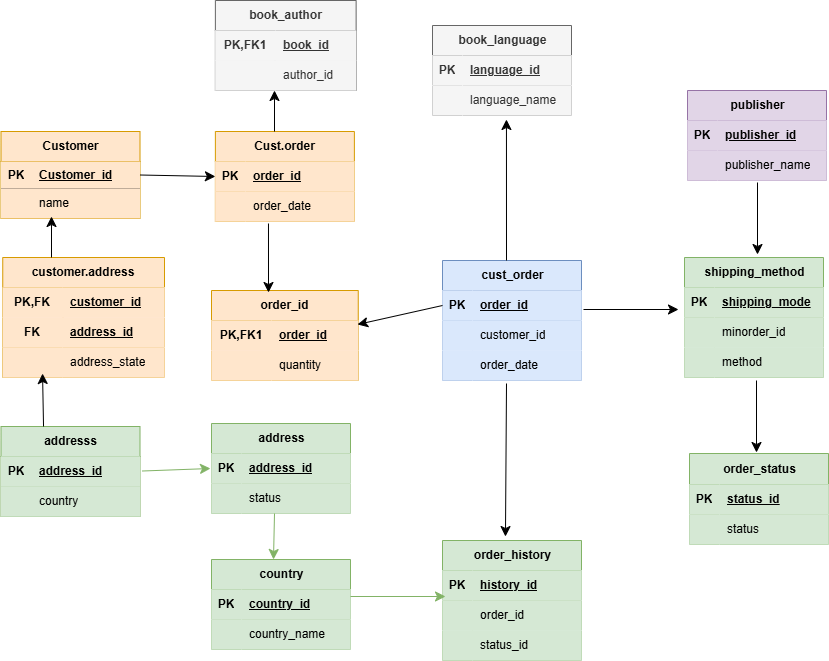 book_author
PK,FK1 book_id
author_id
book_language
PK language_id
language_name
publisher
PK publisher_id
publisher_name
Customer
PK Customer_id
name
Cust.order
PK order_id
order_date
customer.address
PK,FK customer_id
FK address_id
address_state
order_id
PK,FK1 order_id
quantity
cust_order
PK order_id
customer_id
order_date
shipping_method
PK shipping_mode
minorder_id
method
addresss
PK address_id
country
address
PK address_id
status
order_status
PK status_id
status
country
PK country_id
country_name
order_history
PK history_id
order_id
status_id